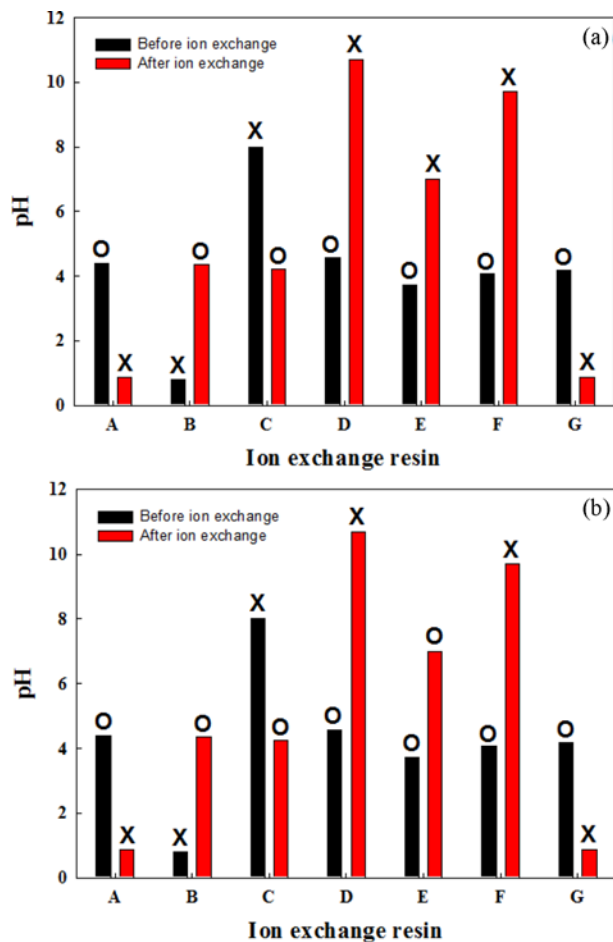 12
(a)
Before ion exchange
After ion exchange
X
X
10
X
8
X
pH
6
O
O
O
O
O
O
O
4
2
X
X
X
0
A B C D E F G
Ion exchange resin
12
(b)
Before ion exchange
After ion exchange
X
X
10
X
8
O
pH
6
O
O
O
O
O
O
O
4
2
X
X
X
0
A B C D E F G
Ion exchange resin